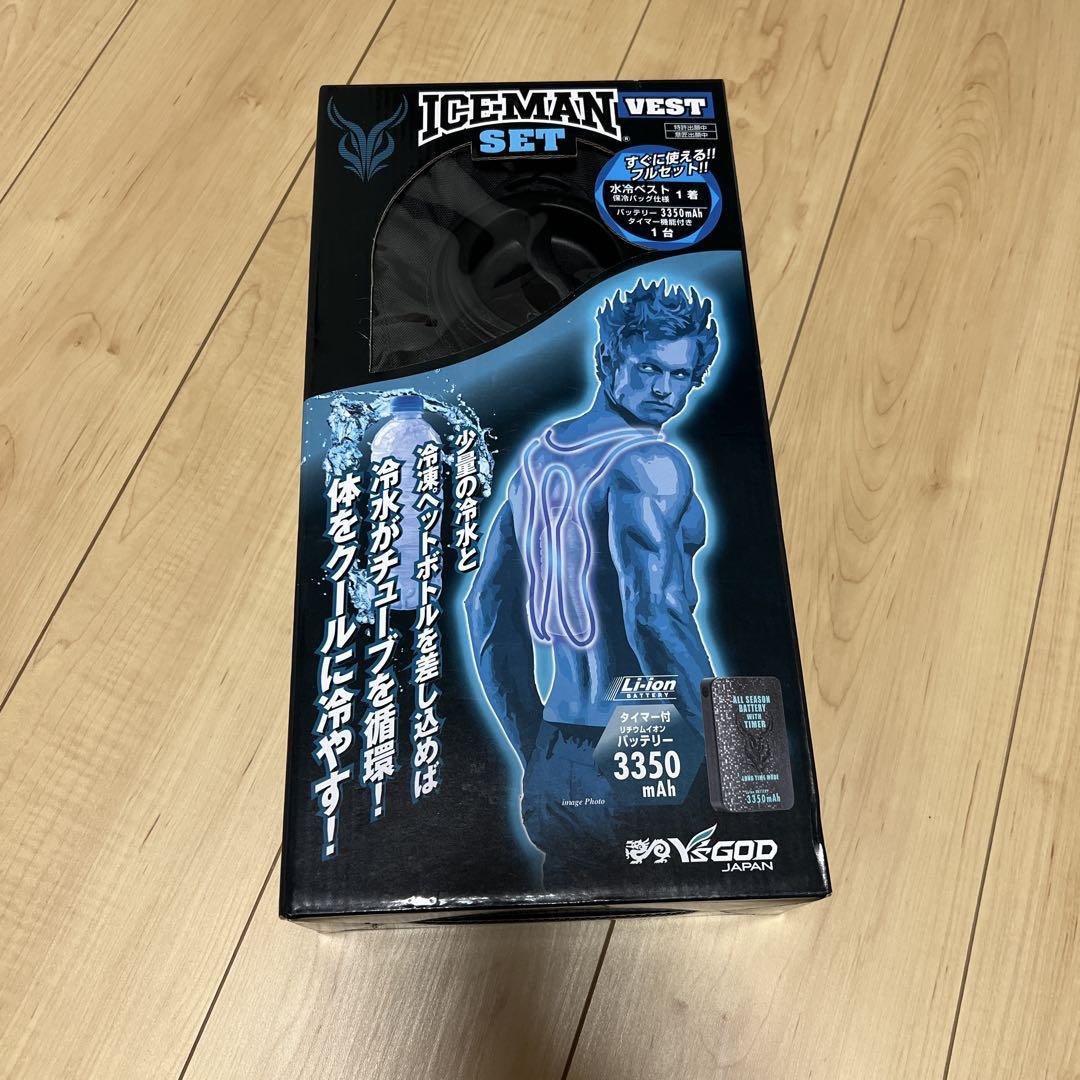 ICEMAN VEST
SET
特許出願中
意匠出願中
すぐに使える!!
フルセット!!
水冷ベスト
保冷バッグ仕様
1着
バッテリー 3350mAh
タイマー機能付き
1台
少量の冷水と
冷凍ペットボトルを差し込めば
冷水がチューブを循環!
体をクールに冷やす!
Li-ion
BATTERY
タイマー付
リチウムイオン
バッテリー
3350
mAh
ALL SEASON
BATTERY
WITH
TIMER
LONG TIME MODE
Li-ion BATTERY
3350mAh
image Photo
Y'sGOD
JAPAN